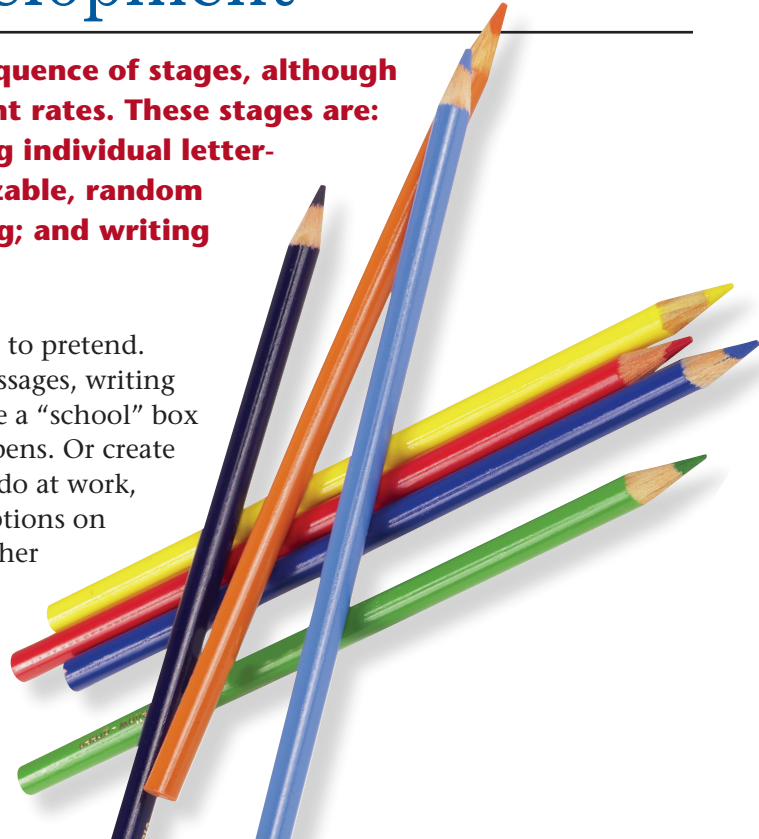 elopment
quence of stages, although
nt rates. These stages are:
g individual letter-
zable, random
g; and writing
to pretend.
ssages, writing
e a “school” box
pens. Or create
do at work,
ptions on
her